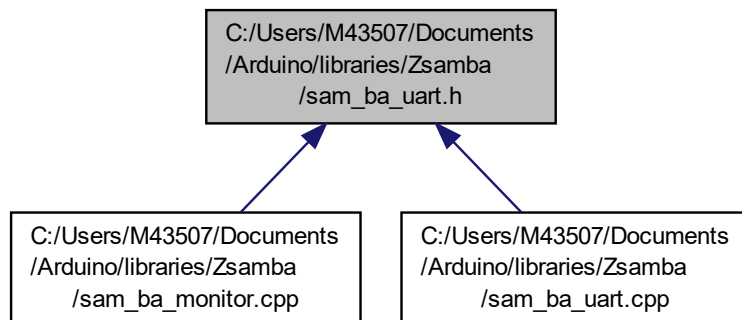 C:/Users/M43507/Documents
/Arduino/libraries/Zsamba
/sam_ba_uart.h
C:/Users/M43507/Documents
/Arduino/libraries/Zsamba
/sam_ba_monitor.cpp
C:/Users/M43507/Documents
/Arduino/libraries/Zsamba
/sam_ba_uart.cpp